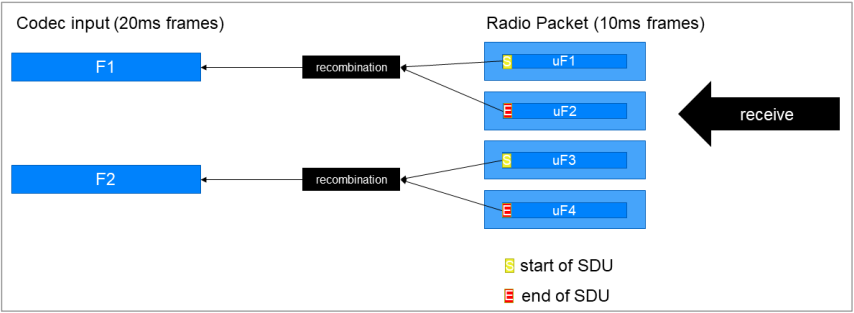 Codec input (20ms frames)
Radio Packet (10ms frames)
F1
recombination
S
uF1
E
uF2
receive
F2
recombination
S
uF3
E
uF4
S start of SDU
E end of SDU